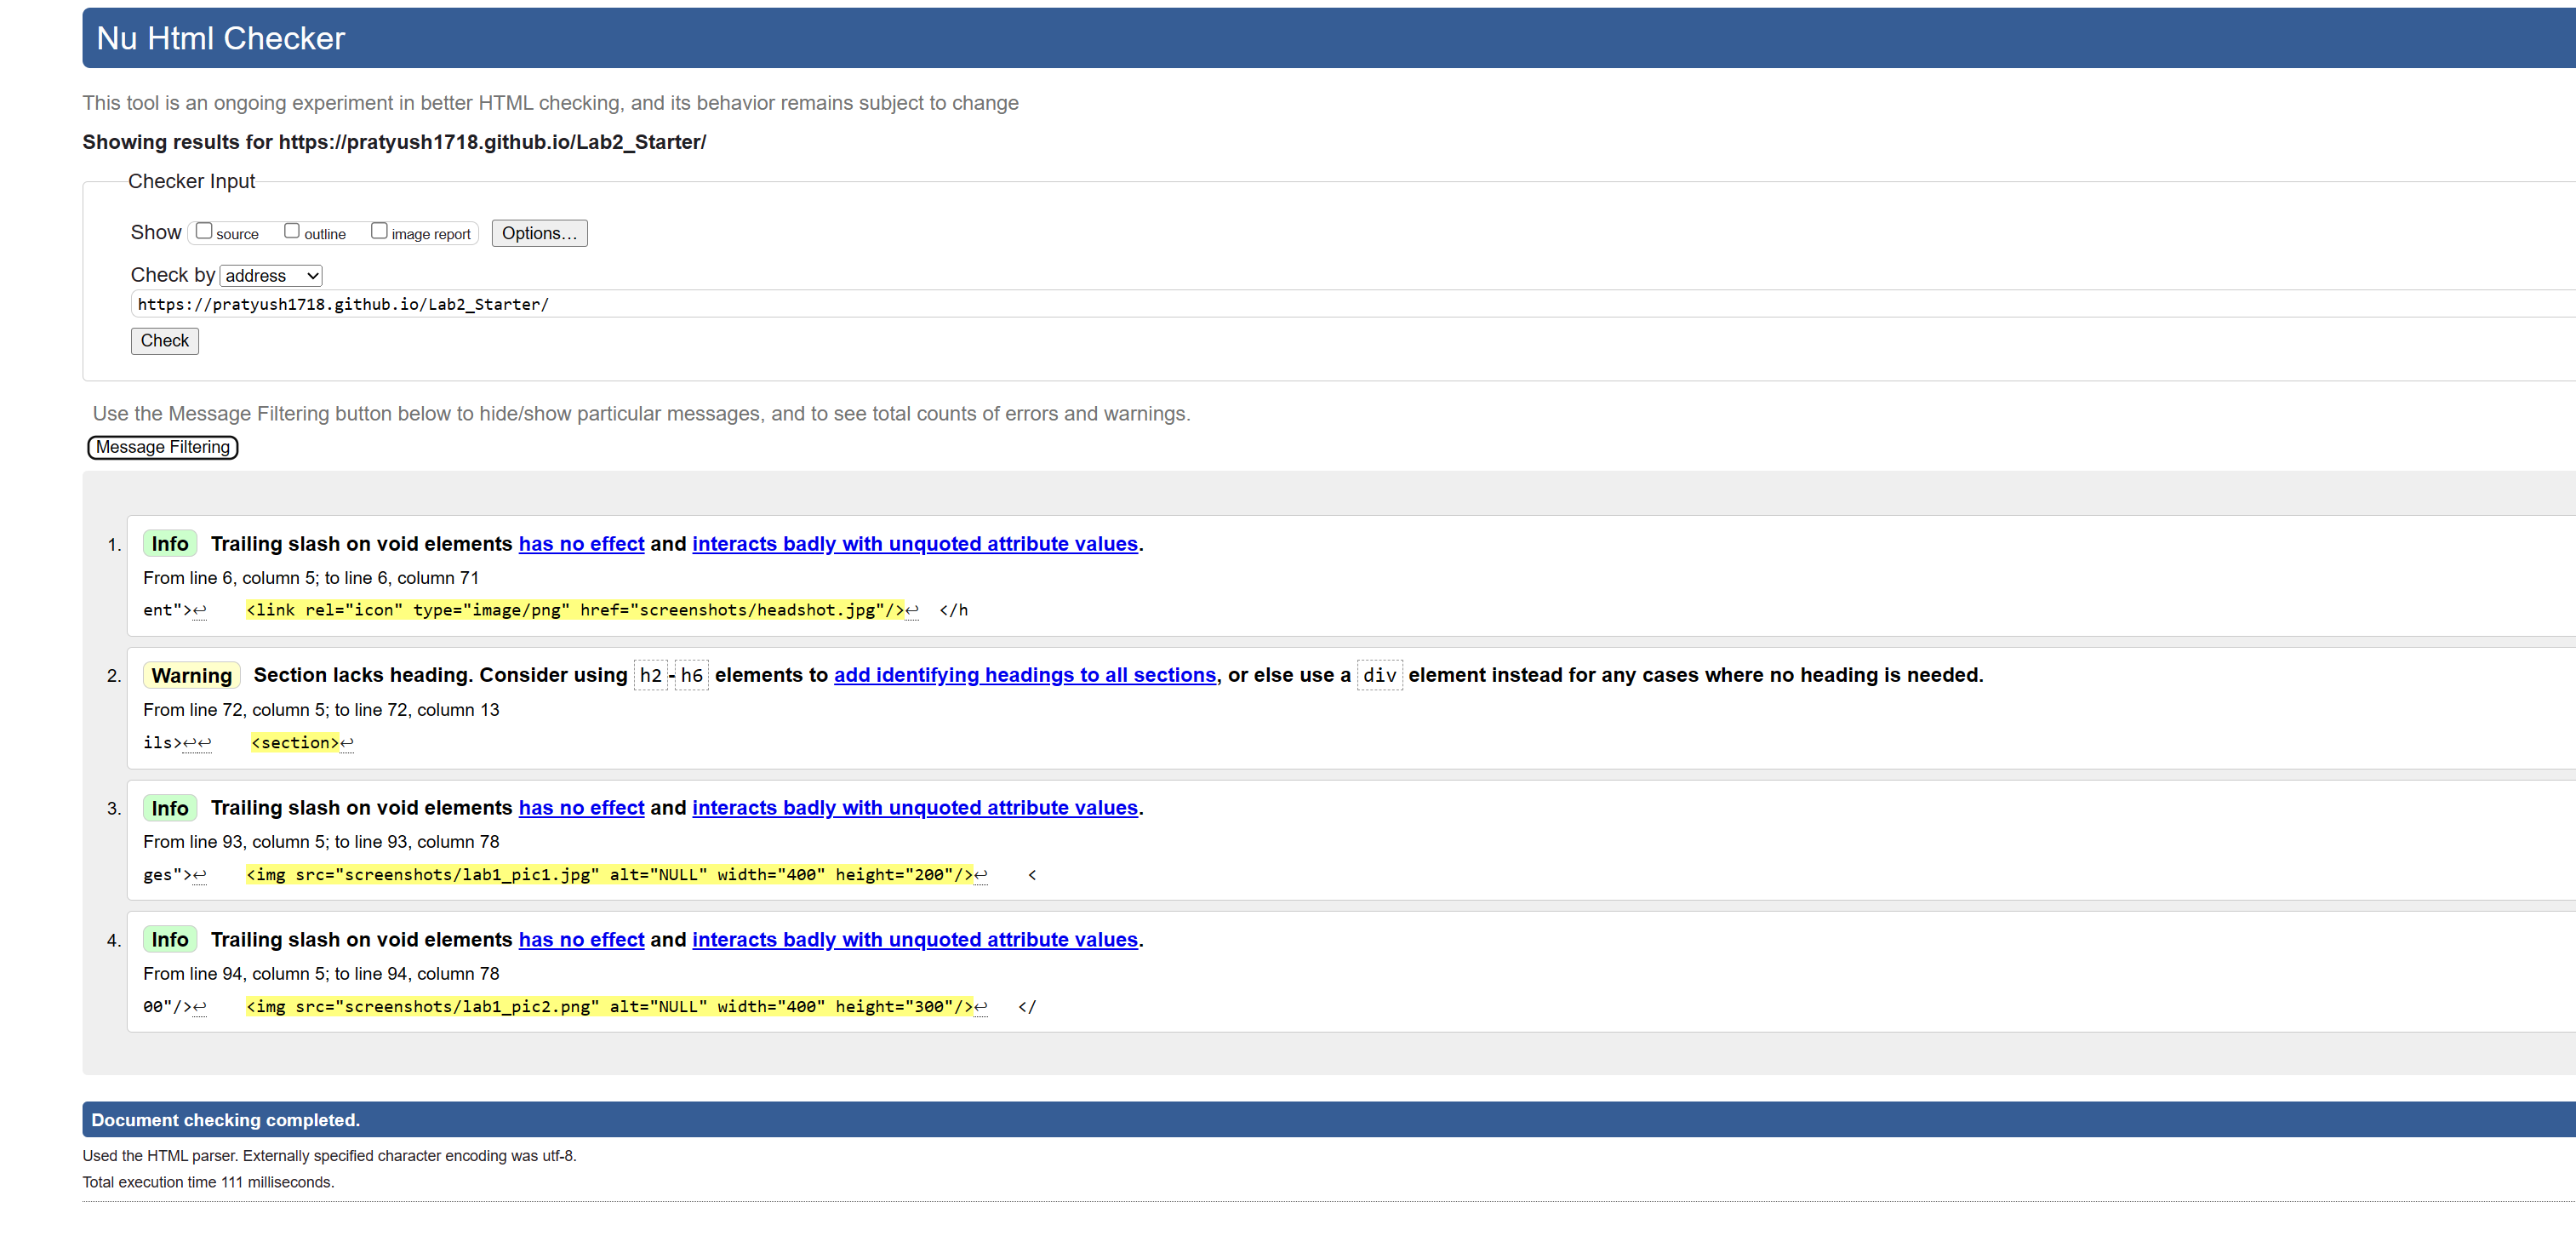 Nu Html Checker
This tool is an ongoing experiment in better HTML checking, and its behavior remains subject to change
Showing results for https://pratyush1718.github.io/Lab2_Starter/
Checker Input
Show source outline image report Options...
Check by address
https://pratyush1718.github.io/Lab2_Starter/
Check
Use the Message Filtering button below to hide/show particular messages, and to see total counts of errors and warnings.
Message Filtering
1. Info Trailing slash on void elements has no effect and interacts badly with unquoted attribute values.
From line 6, column 5; to line 6, column 71
ent">↩ <link rel="icon" type="image/png" href="screenshots/headshot.jpg"/>↩ </h
2. Warning Section lacks heading. Consider using h2-h6 elements to add identifying headings to all sections, or else use a div element instead for any cases where no heading is needed.
From line 72, column 5; to line 72, column 13
ils>↩↩ <section>↩
3. Info Trailing slash on void elements has no effect and interacts badly with unquoted attribute values.
From line 93, column 5; to line 93, column 78
ges">↩ <img src="screenshots/lab1_pic1.jpg" alt="NULL" width="400" height="200"/>↩ <
4. Info Trailing slash on void elements has no effect and interacts badly with unquoted attribute values.
From line 94, column 5; to line 94, column 78
00"/>↩ <img src="screenshots/lab1_pic2.png" alt="NULL" width="400" height="300"/>↩ </
Document checking completed.
Used the HTML parser. Externally specified character encoding was utf-8.
Total execution time 111 milliseconds.